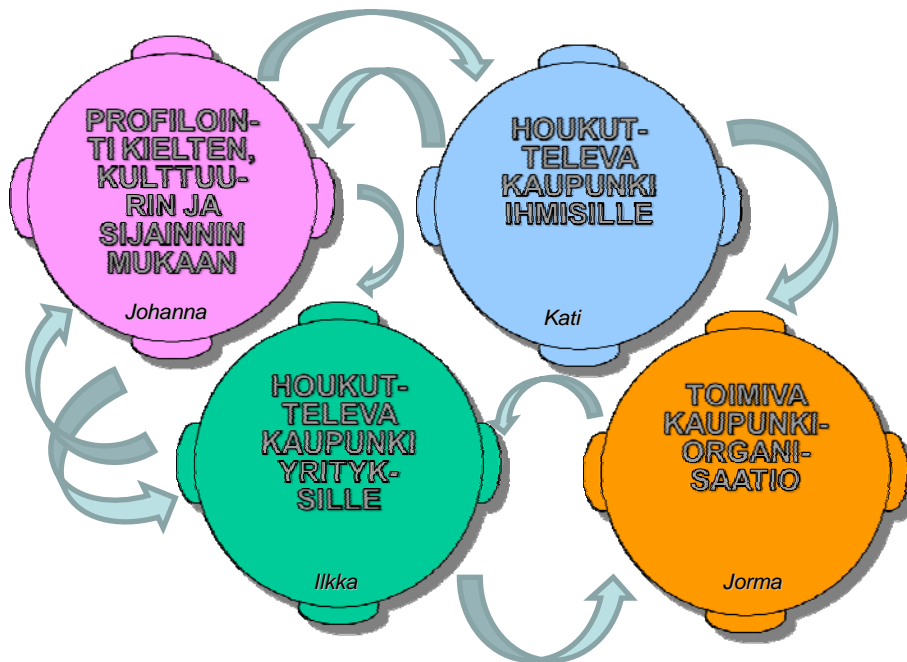 PROFILOIN-
TI KIELTEN,
KULTTUU-
RIN JA
SIJAINNIN
MUKAAN
Johanna
HOUKUT-
TELEVA
KAUPUNKI
IHMISILLE
Kati
HOUKUT-
TELEVA
KAUPUNKI
YRITYK-
SILLE
Ilkka
TOIMIVA
KAUPUNKI-
ORGANI-
SAATIO
Jorma